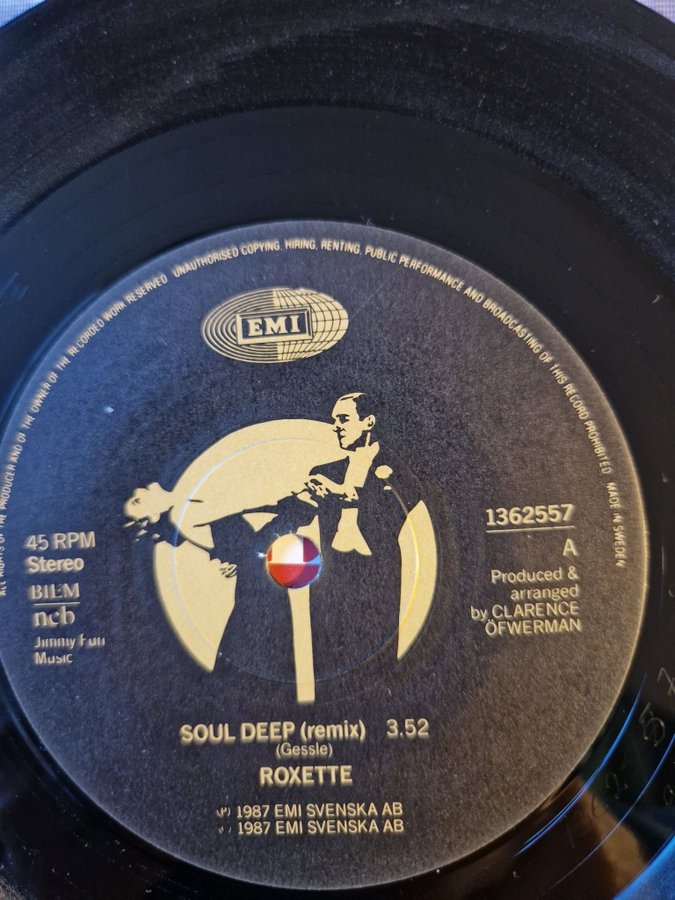 ALL RIGHTS OF THE PRODUCER AND OF THE OWNER OF THE RECORDED WORK RESERVED. UNAUTHORISED COPYING, HIRING, RENTING, PUBLIC PERFORMANCE AND BROADCASTING OF THIS RECORD PROHIBITED MADE IN SWEDEN
EMI
45 RPM
Stereo
BIEM
ncb
Jimmy Fun
Music
1362557
A
Produced &
arranged
by CLARENCE
ÖFWERMAN
SOUL DEEP (remix) 3.52
(Gessle)
ROXETTE
℗ 1987 EMI SVENSKA AB
© 1987 EMI SVENSKA AB